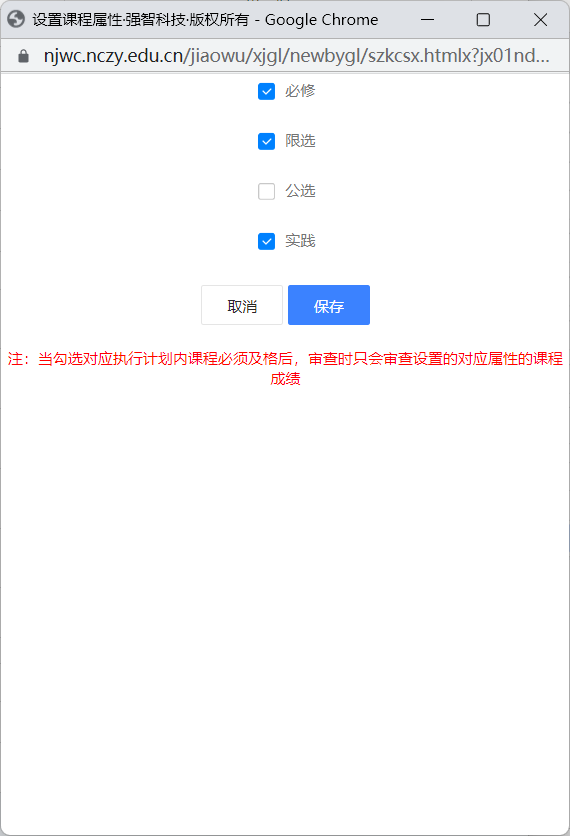 设置课程属性·强智科技·版权所有 - Google Chrome
njwc.nczy.edu.cn/jiaowu/xjgl/newbygl/szkcsx.htmlx?jx01nd...
必修
限选
公选
实践
取消 保存
注：当勾选对应执行计划内课程必须及格后，审查时只会审查设置的对应属性的课程
成绩